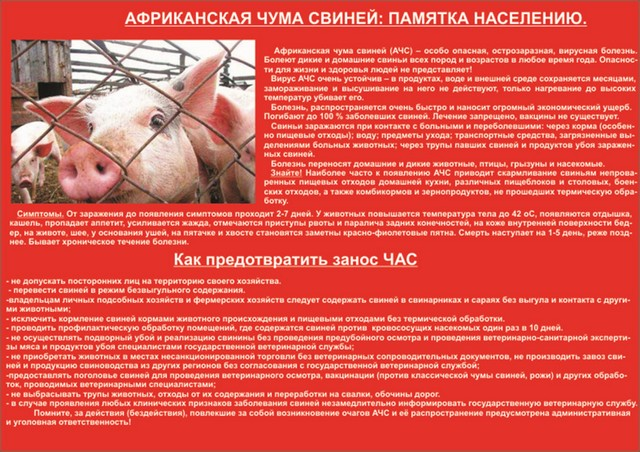 АФРИКАНСКАЯ ЧУМА СВИНЕЙ: ПАМЯТКА НАСЕЛЕНИЮ.
Африканская чума свиней (АЧС) – особо опасная, острозаразная, вирусная болезнь.
Болеют дикие и домашние свиньи всех пород и возрастов в любое время года. Опаснос-
ти для жизни и здоровья людей не представляет!
Вирус АЧС очень устойчив – в продуктах, воде и внешней среде сохраняется месяцами,
замораживание и высушивание на него не действуют, только нагревание до высоких
температур убивает его.
Болезнь, распространяется очень быстро и наносит огромный экономический ущерб.
Погибают до 100 % заболевших свиней. Лечение запрещено, вакцины не существует.
Свиньи заражаются при контакте с больными и переболевшими: через корма (особен-
но пищевые отходы); воду; предметы ухода; транспортные средства, загрязненные вы-
делениями больных животных; через трупы павших свиней и продуктов убоя заражен-
ных свиней.
Болезнь переносят домашние и дикие животные, птицы, грызуны и насекомые.
Знайте! Наиболее часто к появлению АЧС приводит скармливание свиньям непрова-
ренных пищевых отходов домашней кухни, различных пищеблоков и столовых, боен-
ских отходов, а также комбикормов и зернопродуктов, не прошедших термическую обра-
ботку.
Симптомы. От заражения до появления симптомов проходит 2-7 дней. У животных повышается температура тела до 42 оС, появляются отдышка,
кашель, пропадает аппетит, усиливается жажда, отмечаются приступы рвоты и паралича задних конечностей, на коже внутренней поверхности бед-
ер, на животе, шее, у основания ушей, на пятачке и хвосте становятся заметны красно-фиолетовые пятна. Смерть наступает на 1-5 день, реже позд-
нее. Бывает хроническое течение болезни.
Как предотвратить занос ЧАС
- не допускать посторонних лиц на территорию своего хозяйства.
- перевести свиней в режим безвыгульного содержания.
-владельцам личных подсобных хозяйств и фермерских хозяйств следует содержать свиней в свинарниках и сараях без выгула и контакта с други-
ми животными;
- исключить кормление свиней кормами животного происхождения и пищевыми отходами без термической обработки.
- проводить профилактическую обработку помещений, где содержатся свиней против кровососущих насекомых один раз в 10 дней.
- не осуществлять подворный убой и реализацию свинины без проведения предубойного осмотра и проведения ветеринарно-санитарной эксперти-
зы мяса и продуктов убоя специалистами государственной ветеринарной службы;
- не приобретать животных в местах несанкционированной торговли без ветеринарных сопроводительных документов, не производить завоз сви-
ней и продукцию свиноводства из других регионов без согласования с государственной ветеринарной службой;
-предоставлять поголовье свиней для проведения ветеринарного осмотра, вакцинации (против классической чумы свиней, рожи) и других обрабо-
ток, проводимых ветеринарными специалистами;
- не выбрасывать трупы животных, отходы от их содержания и переработки на свалки, обочины дорог.
- в случае проявления любых клинических признаков заболевания свиней незамедлительно информировать государственную ветеринарную службу.
Помните, за действия (бездействия), повлекшие за собой возникновение очагов АЧС и её распространение предусмотрена административная
и уголовная ответственность!